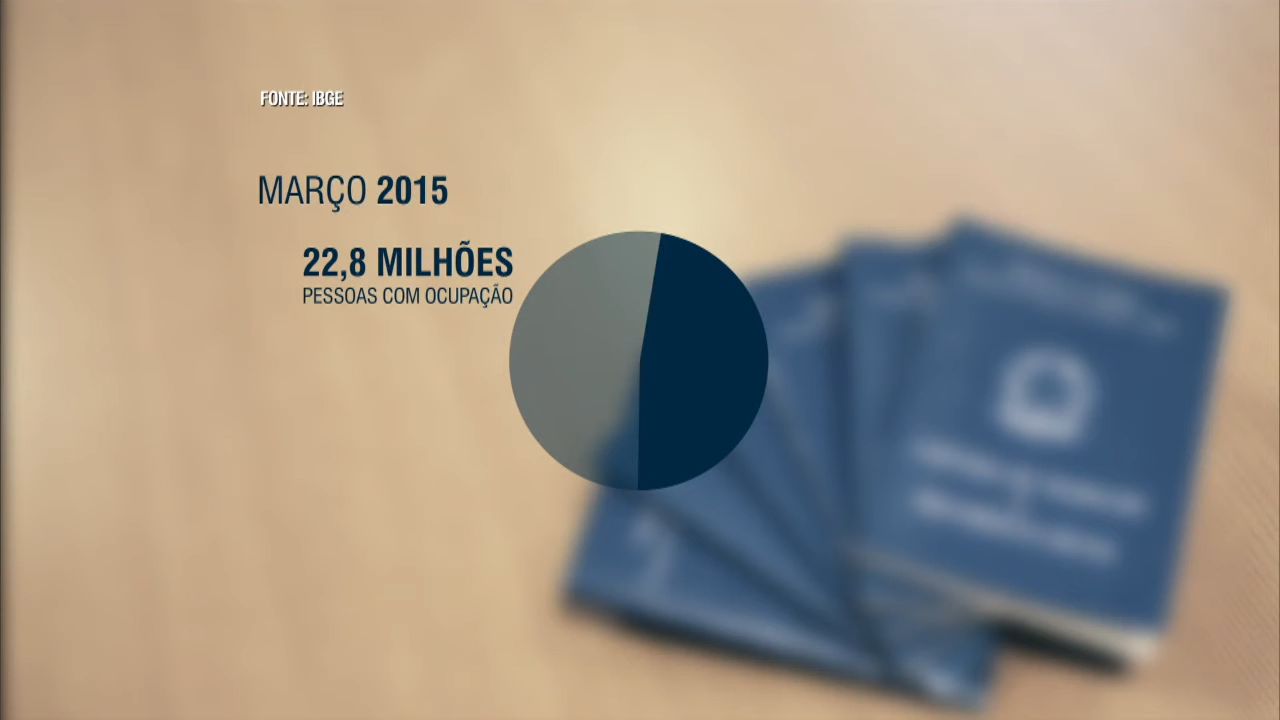 FONTE: IBGE
MARÇO 2015
22,8 MILHÕES
PESSOAS COM OCUPAÇÃO